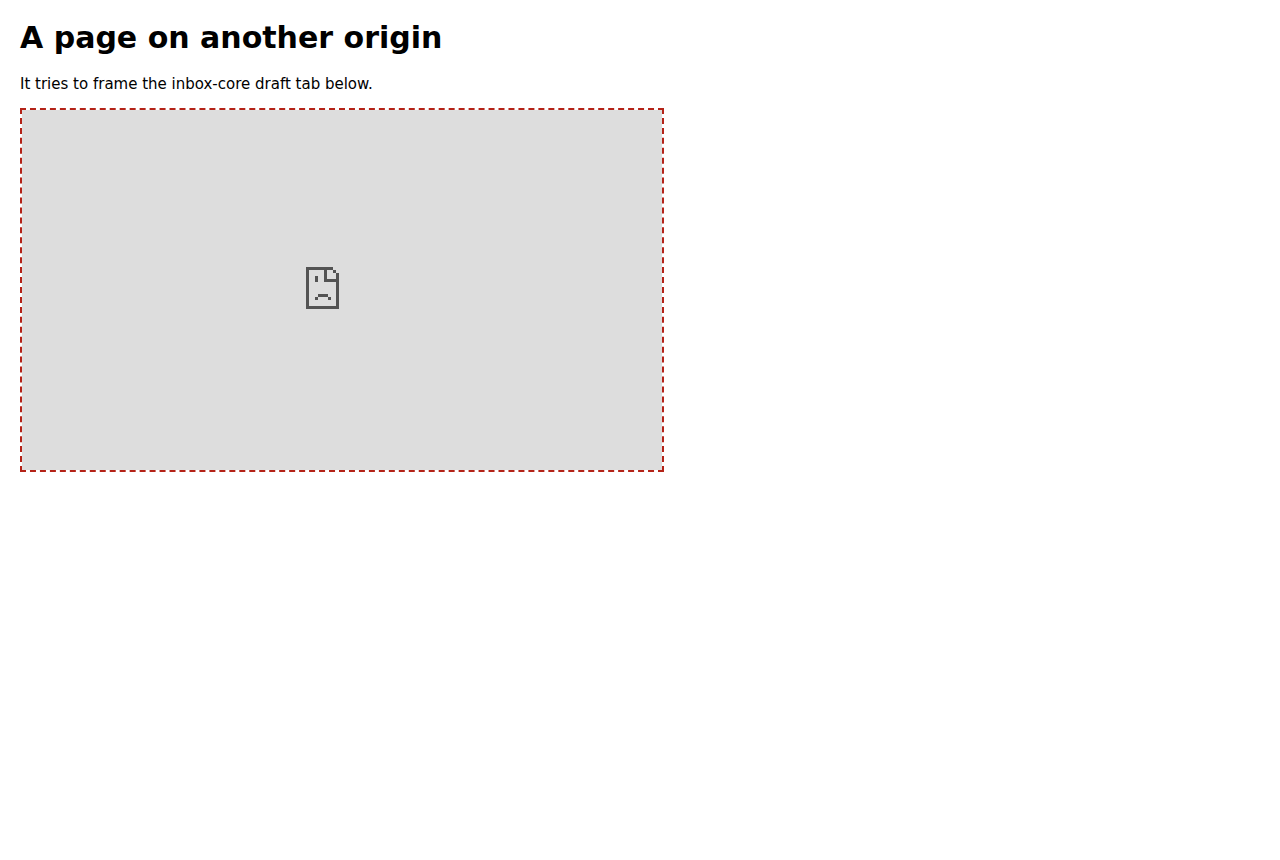 A page on another origin
It tries to frame the inbox-core draft tab below.